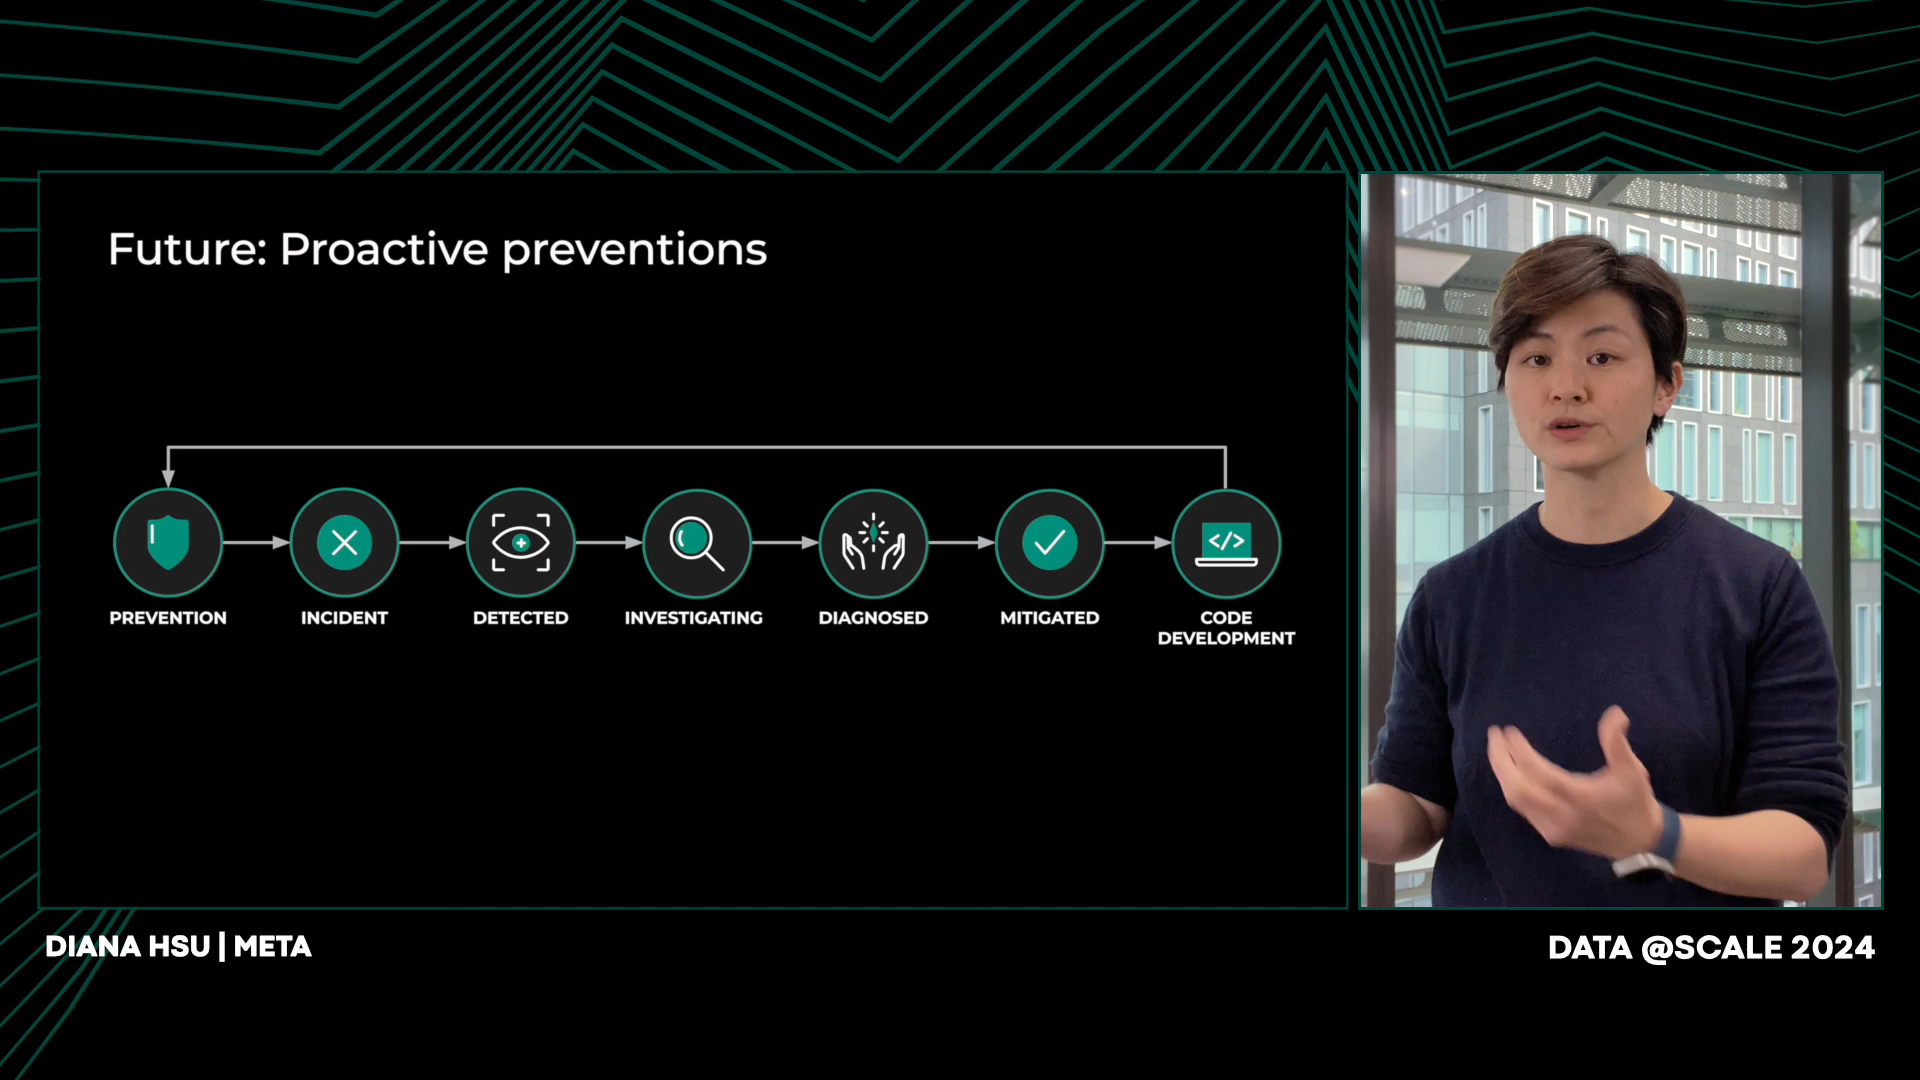 Future: Proactive preventions
PREVENTION
INCIDENT
DETECTED
INVESTIGATING
DIAGNOSED
MITIGATED
</>
CODE
DEVELOPMENT
DIANA HSU | META
DATA @SCALE 2024